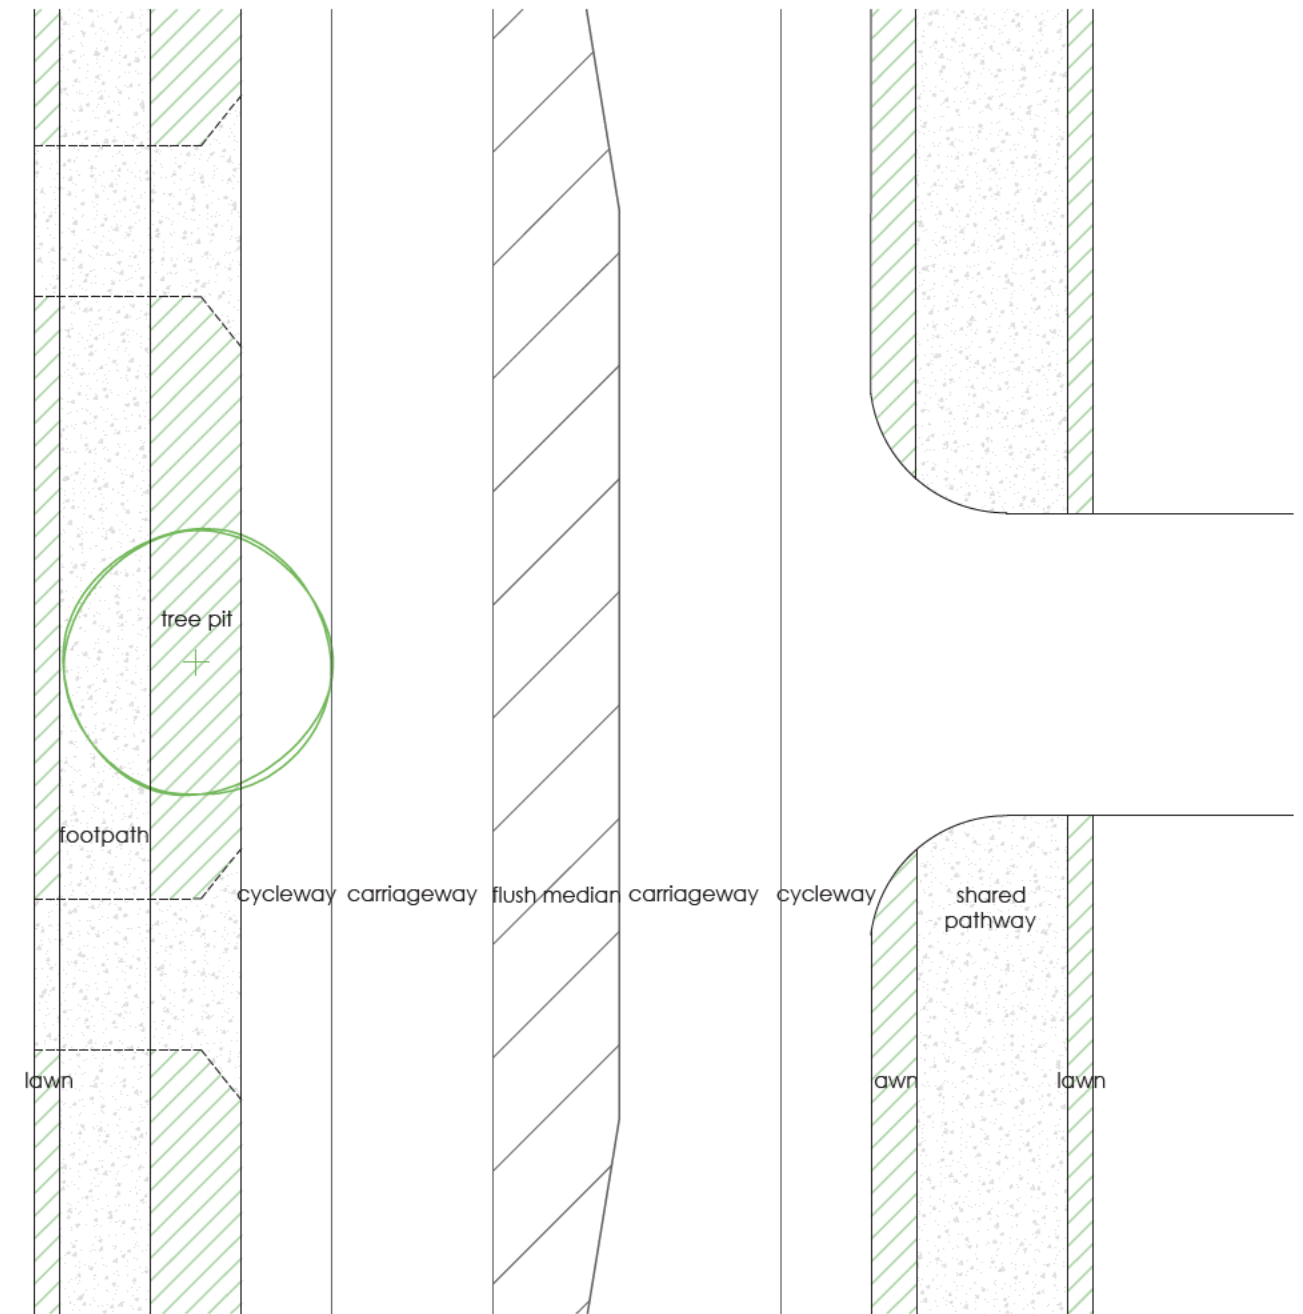 tree pit
footpath
cycleway
carriageway
flush median
carriageway
cycleway
shared
pathway
lawn
awn
lawn